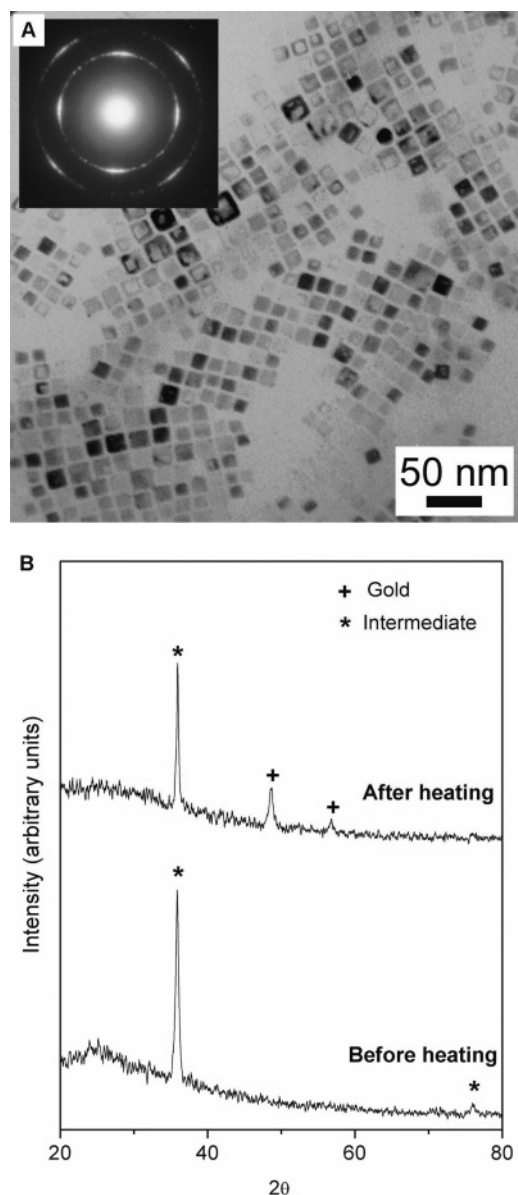 A
50 nm
B
+ Gold
* Intermediate
*
+
+
After heating
*
Before heating
*
Intensity (arbitrary units)
20 40 60 80
2θ